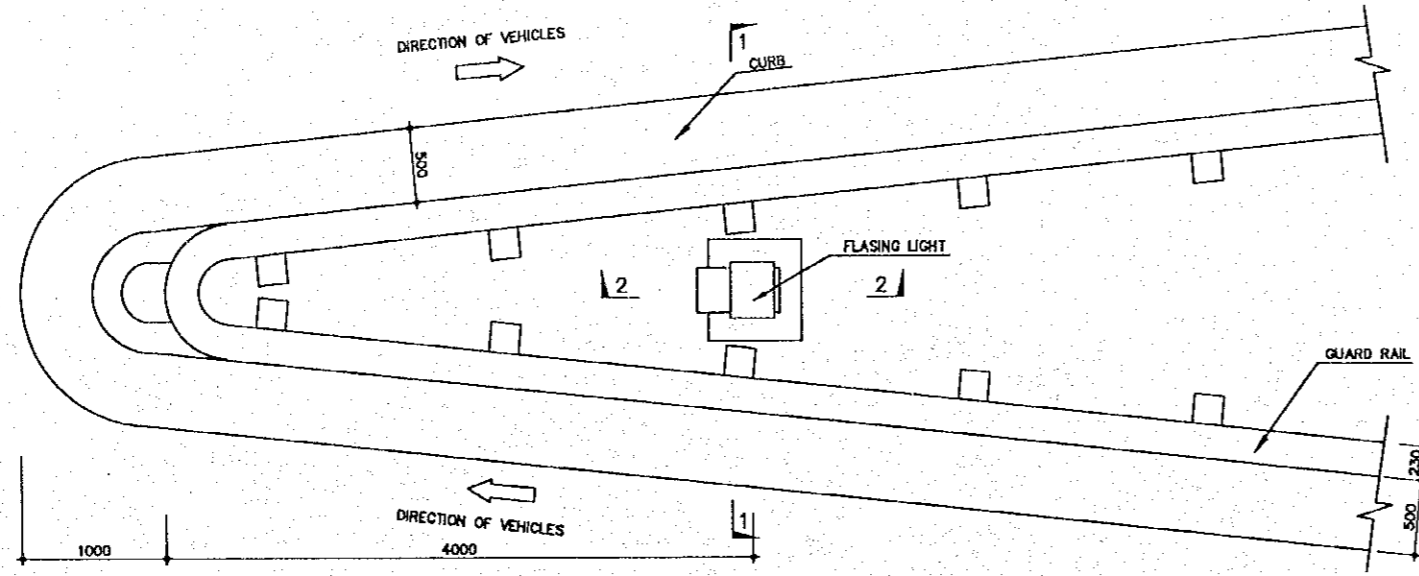 DIRECTION OF VEHICLES
1
CURB
500
FLASING LIGHT
2
2
GUARD RAIL
230
500
DIRECTION OF VEHICLES
1
1000
4000